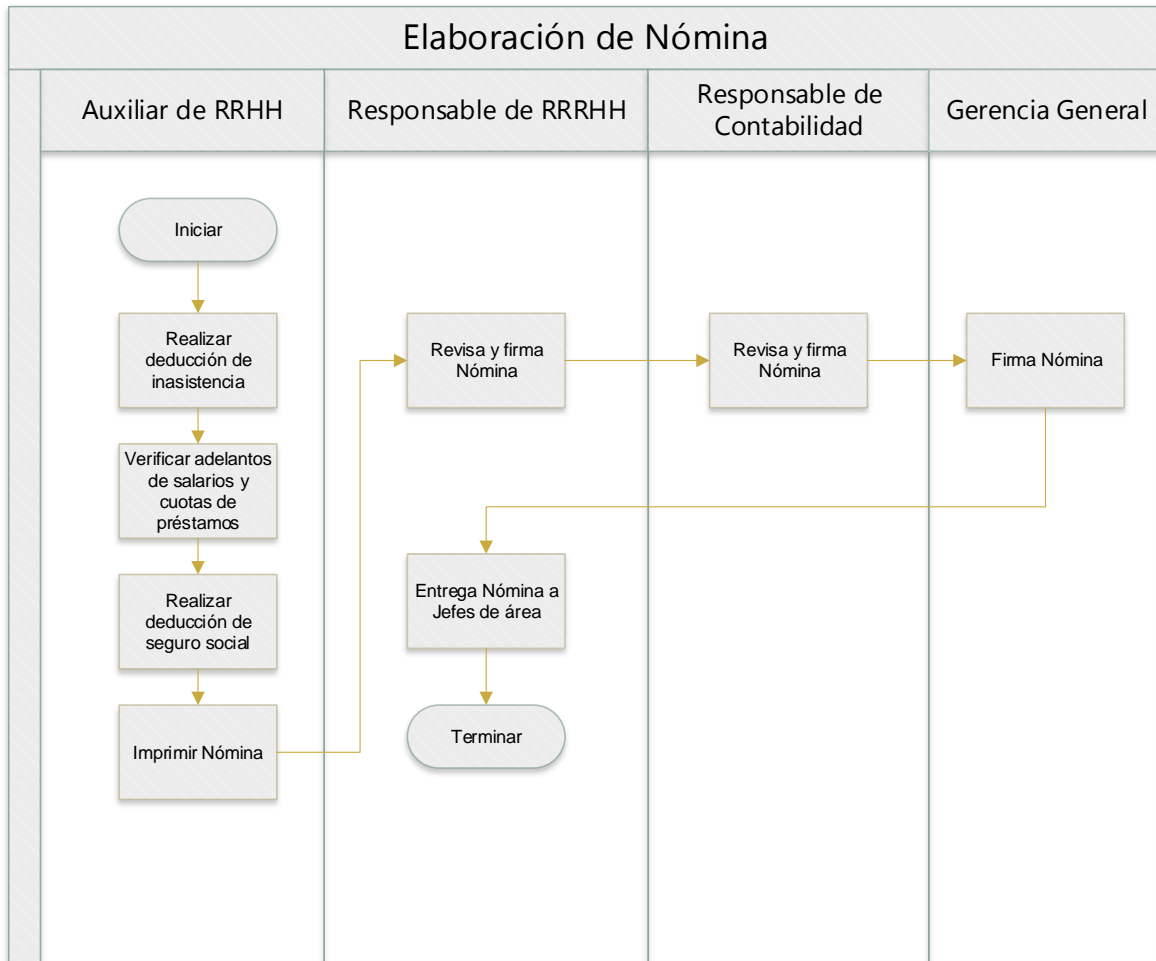 Elaboración de Nómina
Auxiliar de RRHH
Responsable de RRRHH
Responsable de
Contabilidad
Gerencia General
Iniciar
Realizar
deducción de
inasistencia
Verificar adelantos
de salarios y
cuotas de
préstamos
Realizar
deducción de
seguro social
Imprimir Nómina
Revisa y firma
Nómina
Revisa y firma
Nómina
Firma Nómina
Entrega Nómina a
Jefes de área
Terminar